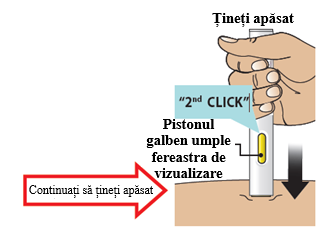 Țineți apăsat
“2nd CLICK”
Pistonul
galben umple
fereastra de
vizualizare
Continuați să țineți apăsat